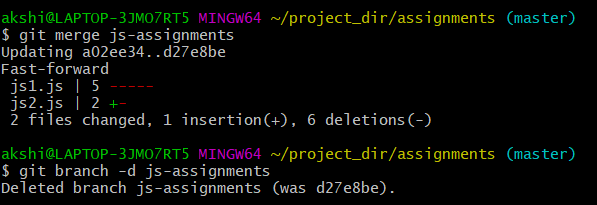 akshi@LAPTOP-3JMO7RT5 MINGW64 ~/project_dir/assignments (master)
$ git merge js-assignments
Updating a02ee34..d27e8be
Fast-forward
 js1.js | 5 -----
 js2.js | 2 +-
 2 files changed, 1 insertion(+), 6 deletions(-)

akshi@LAPTOP-3JMO7RT5 MINGW64 ~/project_dir/assignments (master)
$ git branch -d js-assignments
Deleted branch js-assignments (was d27e8be).